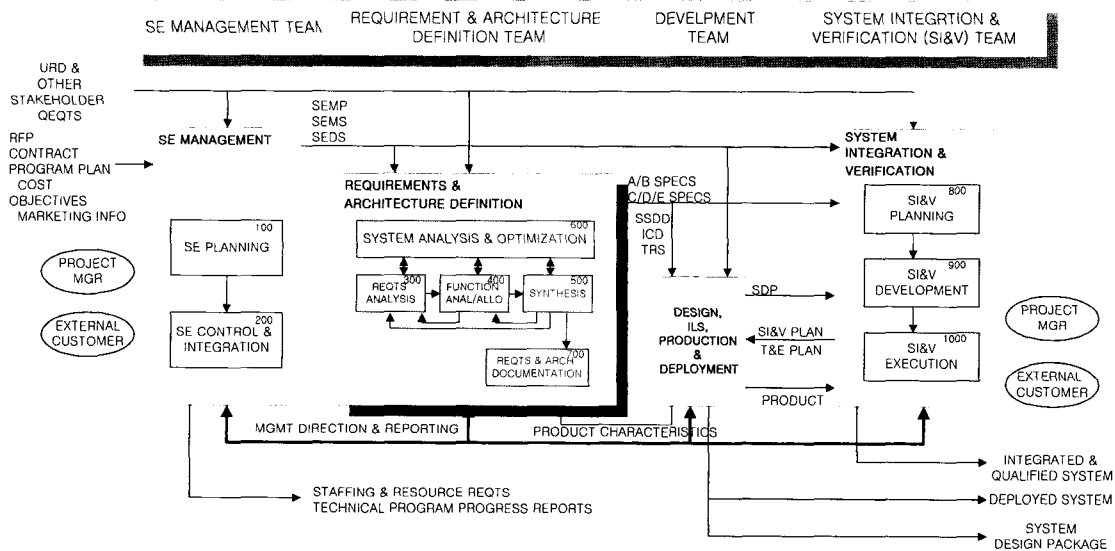 SE MANAGEMENT TEAM
REQUIREMENT & ARCHITECTURE
DEFINITION TEAM
DEVELPMENT
TEAM
SYSTEM INTEGRTION &
VERIFICATION (SI&V) TEAM
URD &
OTHER
STAKEHOLDER
QEQTS
RFP
CONTRACT
PROGRAM PLAN
COST
OBJECTIVES
MARKETING INFO
SE MANAGEMENT
SEMP
SEMS
SEDS
100
SE PLANNING
200
SE CONTROL &
INTEGRATION
PROJECT
MGR
EXTERNAL
CUSTOMER
REQUIREMENTS &
ARCHITECTURE DEFINITION
600
SYSTEM ANALYSIS & OPTIMIZATION
300
REQTS
ANALYSIS
400
FUNCTION
ANAL/ALLO
500
SYNTHESIS
700
REQTS & ARCH
DOCUMENTATION
A/B SPECS
C/D/E SPECS
SSDD
ICD
TRS
DESIGN,
ILS,
PRODUCTION
&
DEPLOYMENT
SDP
SI&V PLAN
T&E PLAN
PRODUCT
SYSTEM
INTEGRATION &
VERIFICATION
800
SI&V
PLANNING
900
SI&V
DEVELOPMENT
1000
SI&V
EXECUTION
PROJECT
MGR
EXTERNAL
CUSTOMER
MGMT DIRECTION & REPORTING
PRODUCT CHARACTERISTICS
STAFFING & RESOURCE REQTS
TECHNICAL PROGRAM PROGRESS REPORTS
INTEGRATED &
QUALIFIED SYSTEM
DEPLOYED SYSTEM
SYSTEM
DESIGN PACKAGE